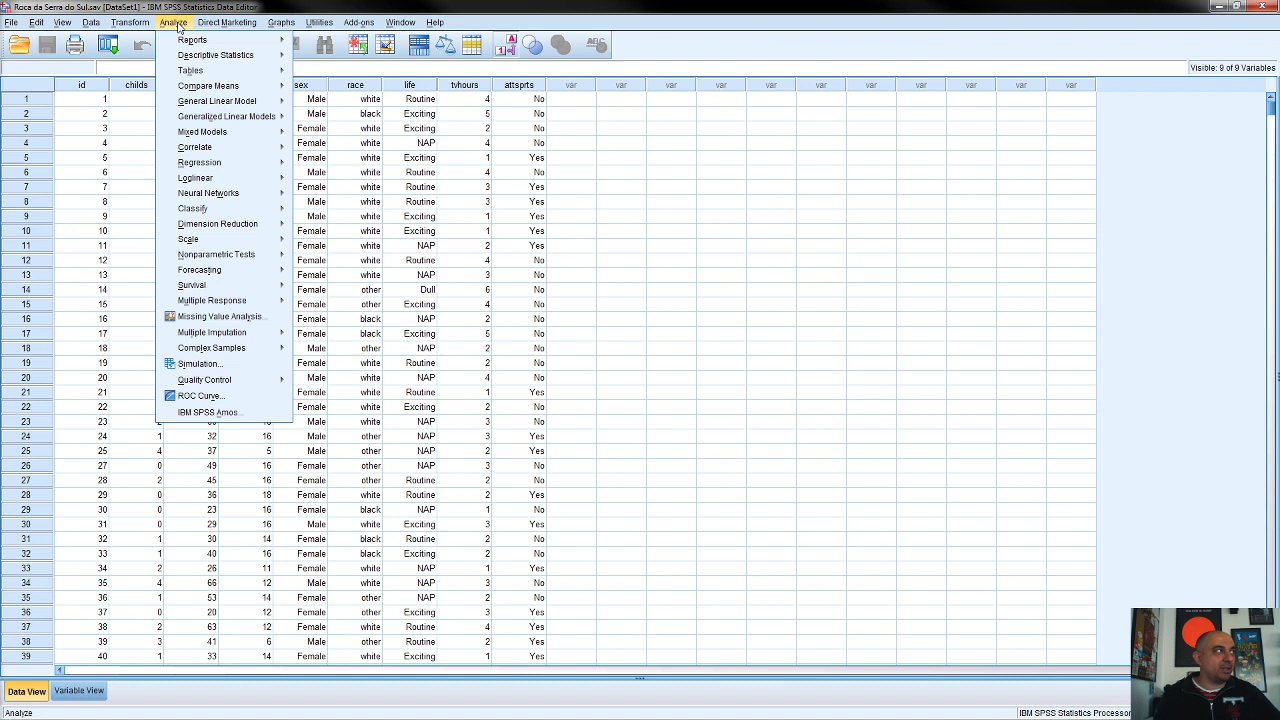 Roca da Serra do Sul.sav [DataSet1] - IBM SPSS Statistics Data Editor
File Edit View Data Transform Analyze Direct Marketing Graphs Utilities Add-ons Window Help
Visible: 9 of 9 Variables
Reports
Descriptive Statistics
Tables
Compare Means
General Linear Model
Generalized Linear Models
Mixed Models
Correlate
Regression
Loglinear
Neural Networks
Classify
Dimension Reduction
Scale
Nonparametric Tests
Forecasting
Survival
Multiple Response
Missing Value Analysis...
Multiple Imputation
Complex Samples
Simulation...
Quality Control
ROC Curve...
IBM SPSS Amos...
id childs sex race life tvhours attsprts var var var var var var var var var var var
1 1 Male white Routine 4 No
2 2 Male black Exciting 5 No
3 3 Female white Exciting 2 No
4 4 Female white NAP 4 No
5 5 Female white Exciting 1 Yes
6 6 Female white Routine 4 No
7 7 Female white Routine 3 Yes
8 8 Female white Routine 3 No
9 9 Female white Exciting 1 Yes
10 10 Female white Exciting 1 Yes
11 11 Female white NAP 2 Yes
12 12 Female white Routine 4 No
13 13 Female white NAP 3 No
14 14 Female other Dull 6 No
15 15 Female other Exciting 4 No
16 16 Female black NAP 2 No
17 17 Female black Exciting 5 No
18 18 Male other NAP 2 No
19 19 Female white Routine 2 No
20 20 Male white NAP 4 No
21 21 Female white Routine 1 Yes
22 22 Female white Exciting 2 No
23 23 Male white NAP 1 No
24 24 1 32 16 Male other NAP 3 Yes
25 25 4 37 5 Male other NAP 3 No
26 27 0 49 16 Female other NAP 3 No
27 28 2 45 16 Female other Routine 2 No
28 29 0 36 18 Female white Routine 2 Yes
29 30 0 23 16 Female black NAP 1 No
30 31 0 29 16 Male white Exciting 3 Yes
31 32 1 30 14 Female black Routine 2 No
32 33 1 40 16 Female black Exciting 2 No
33 34 2 26 11 Female white NAP 1 Yes
34 35 4 66 12 Male white NAP 3 No
35 36 1 53 14 Female other NAP 2 No
36 37 0 20 12 Female other Exciting 3 Yes
37 38 2 63 12 Female white Routine 4 No
38 39 3 41 6 Male other Routine 2 No
39 40 1 33 14 Female white Exciting 1 Yes
Data View Variable View
Analyze
IBM SPSS Statistics Processor